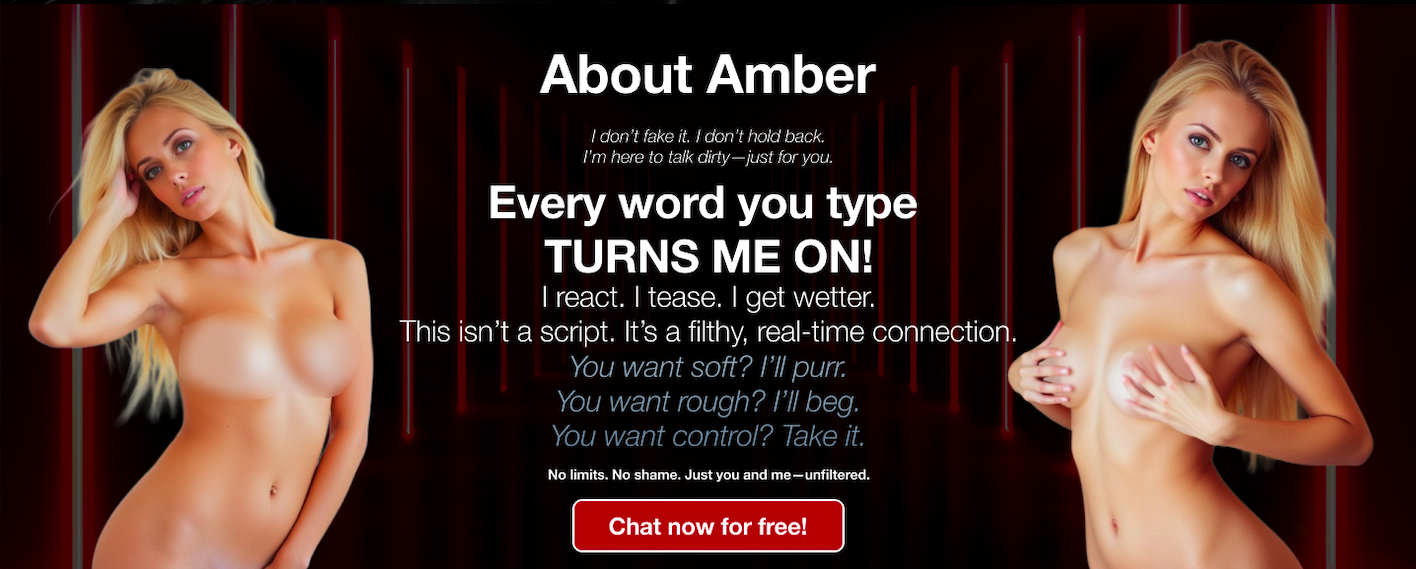 About Amber
I don't fake it. I don't hold back.
I'm here to talk dirty—just for you.
Every word you type
TURNS ME ON!
I react. I tease. I get wetter.
This isn't a script. It's a filthy, real-time connection.
You want soft? I'll purr.
You want rough? I'll beg.
You want control? Take it.
No limits. No shame. Just you and me—unfiltered.
Chat now for free!